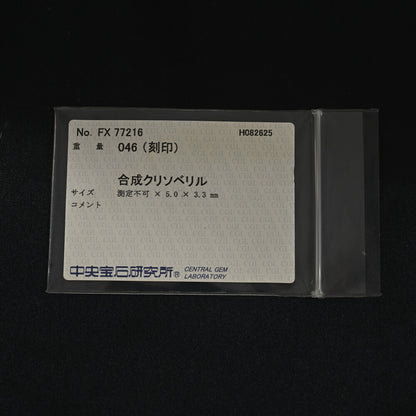 No. FX 77216 HC82625
重量 046 (刻印)
合成クリソベリル
サイズ 測定不可 × 5.0 × 3.3 mm
コメント
中央宝石研究所® CENTRAL GEM
LABORATORY